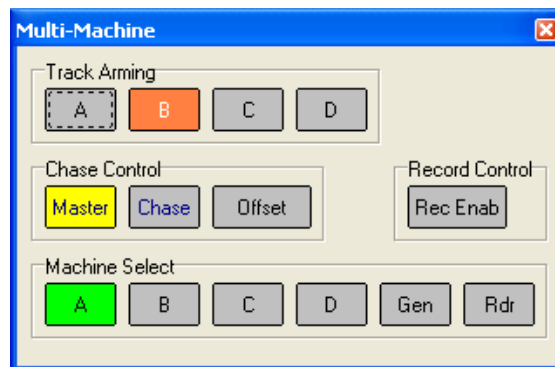 Multi-Machine
Track Arming
A B C D
Chase Control Record Control
Master Chase Offset Rec Enab
Machine Select
A B C D Gen Rdr